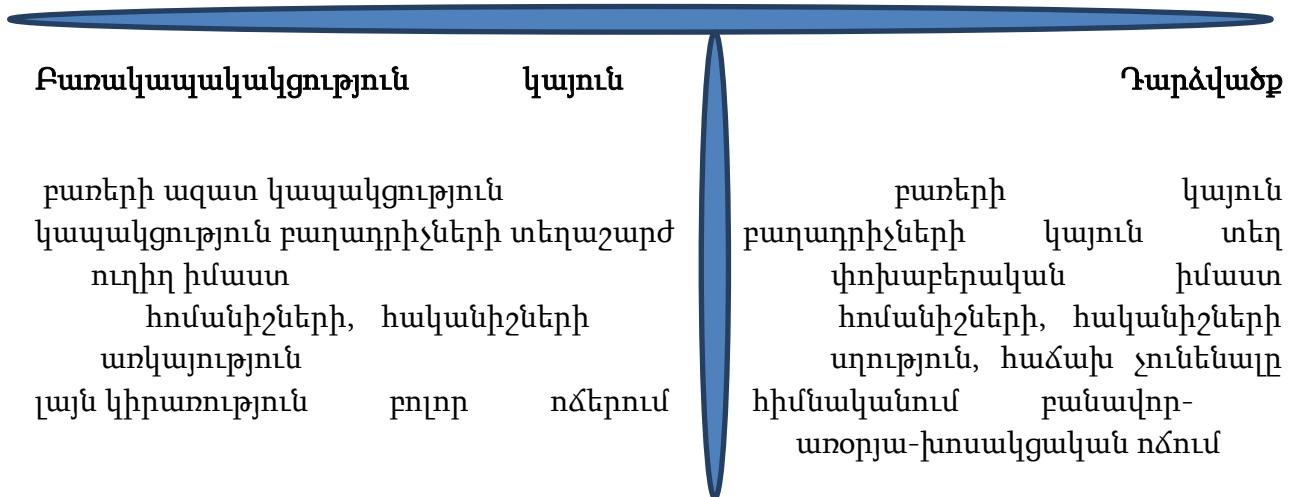 Բառակապակակցություն կայուն
բառերի ազատ կապակցություն
կապակցություն բաղադրիչների տեղաշարժ
ուղիղ իմաստ
հոմանիշների, հականիշների
առկայություն
լայն կիրառություն բոլոր ոճերում
Դարձվածք
բառերի կայուն
բաղադրիչների կայուն տեղ
փոխաբերական իմաստ
հոմանիշների, հականիշների
սղություն, հաճախ չունենալը
հիմնականում բանավոր-
առօրյա-խոսակցական ոճում